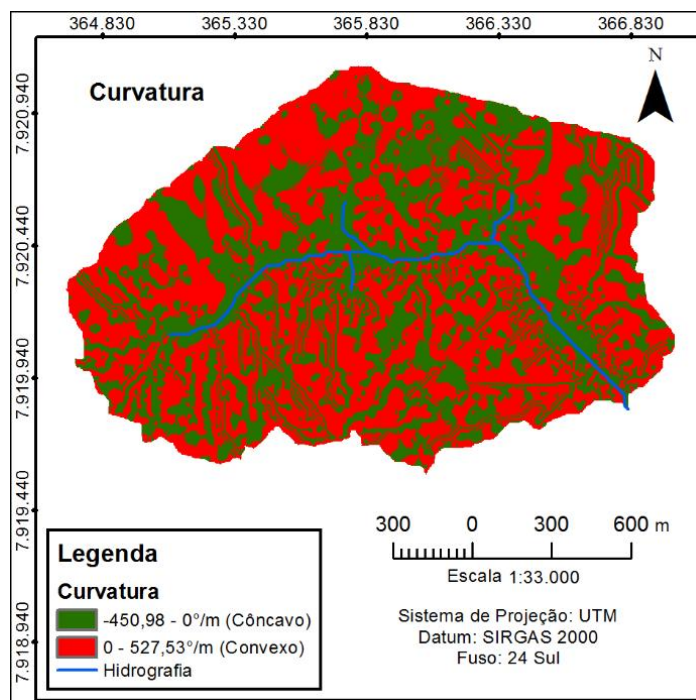 364.830 365.330 365.830 366.330 366.830
Curvatura
N
7.920.940
7.920.440
7.919.940
7.919.440
7.918.940
300 0 300 600 m
Escala 1:33.000
Sistema de Projeção: UTM
Datum: SIRGAS 2000
Fuso: 24 Sul
Legenda
Curvatura
-450,98 - 0°/m (Côncavo)
0 - 527,53°/m (Convexo)
Hidrografia